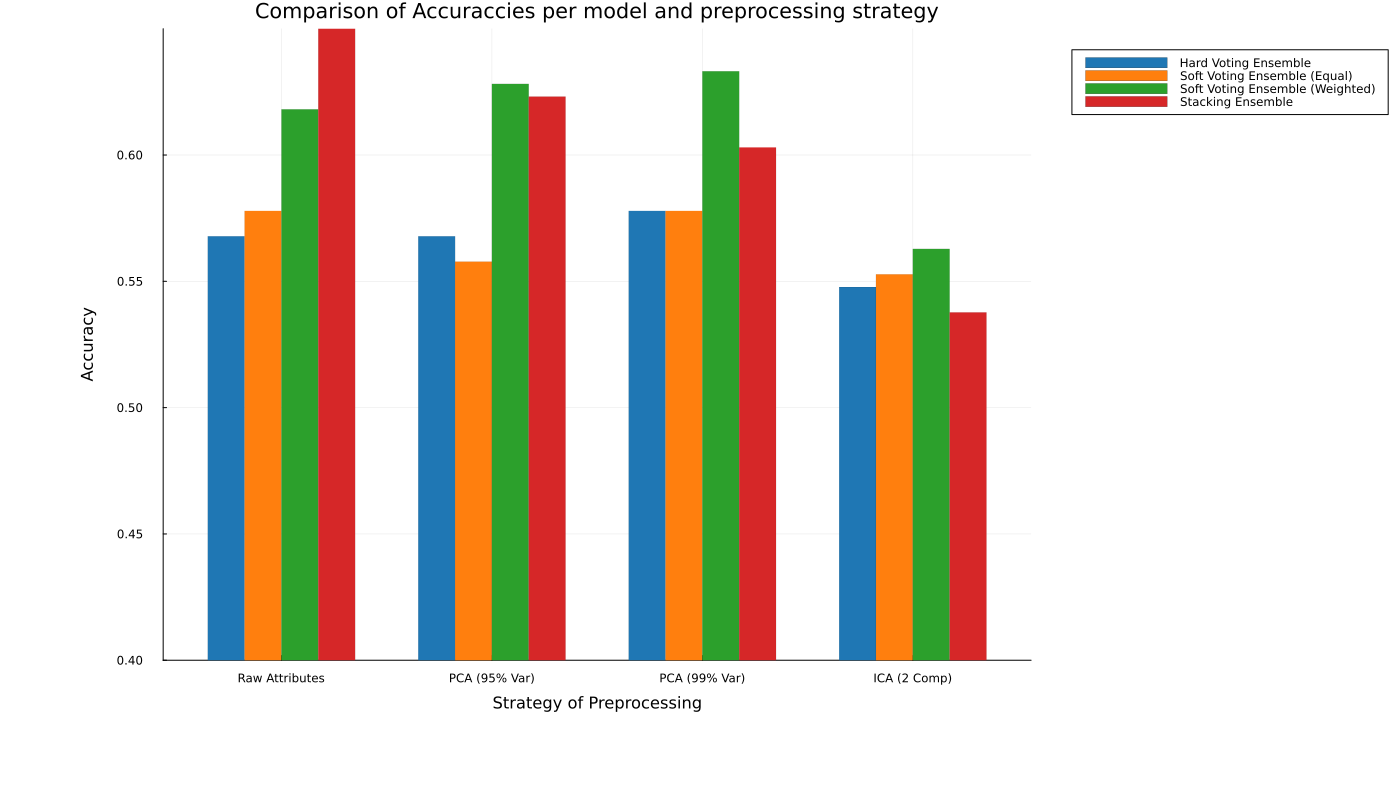 Comparison of Accuraccies per model and preprocessing strategy
Hard Voting Ensemble
Soft Voting Ensemble (Equal)
Soft Voting Ensemble (Weighted)
Stacking Ensemble
0.60
0.55
0.50
0.45
0.40
Accuracy
Raw Attributes
PCA (95% Var)
PCA (99% Var)
ICA (2 Comp)
Strategy of Preprocessing